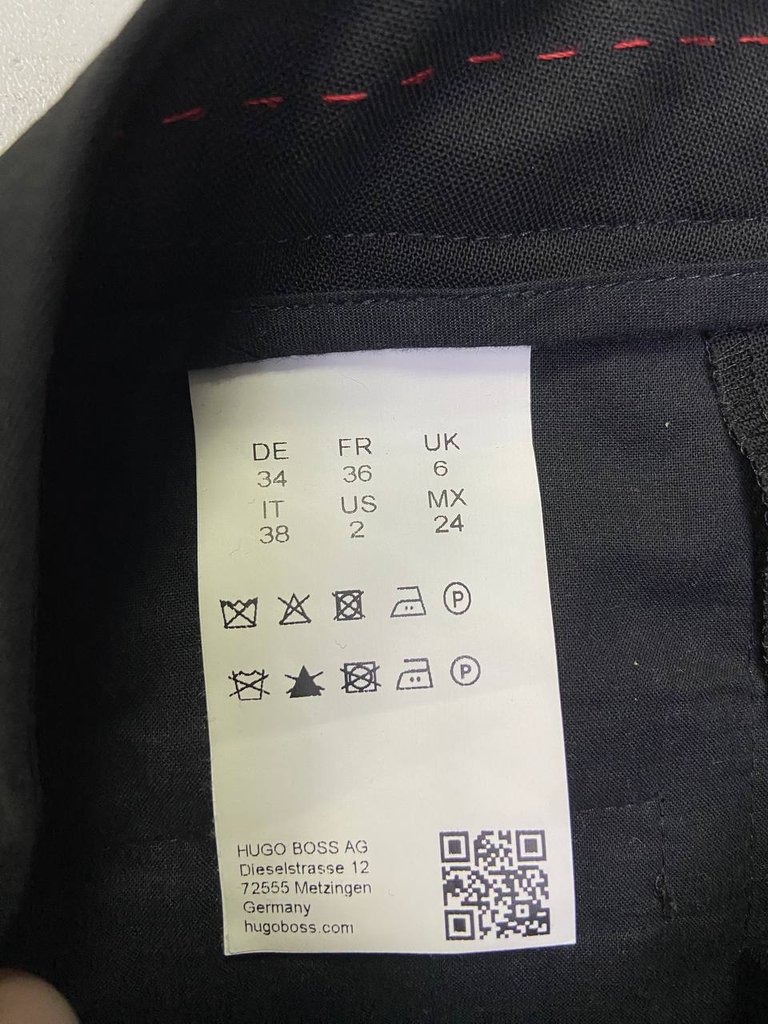 DE FR UK
34 36 6
IT US MX
38 2 24
P
P
HUGO BOSS AG
Dieselstrasse 12
72555 Metzingen
Germany
hugoboss.com